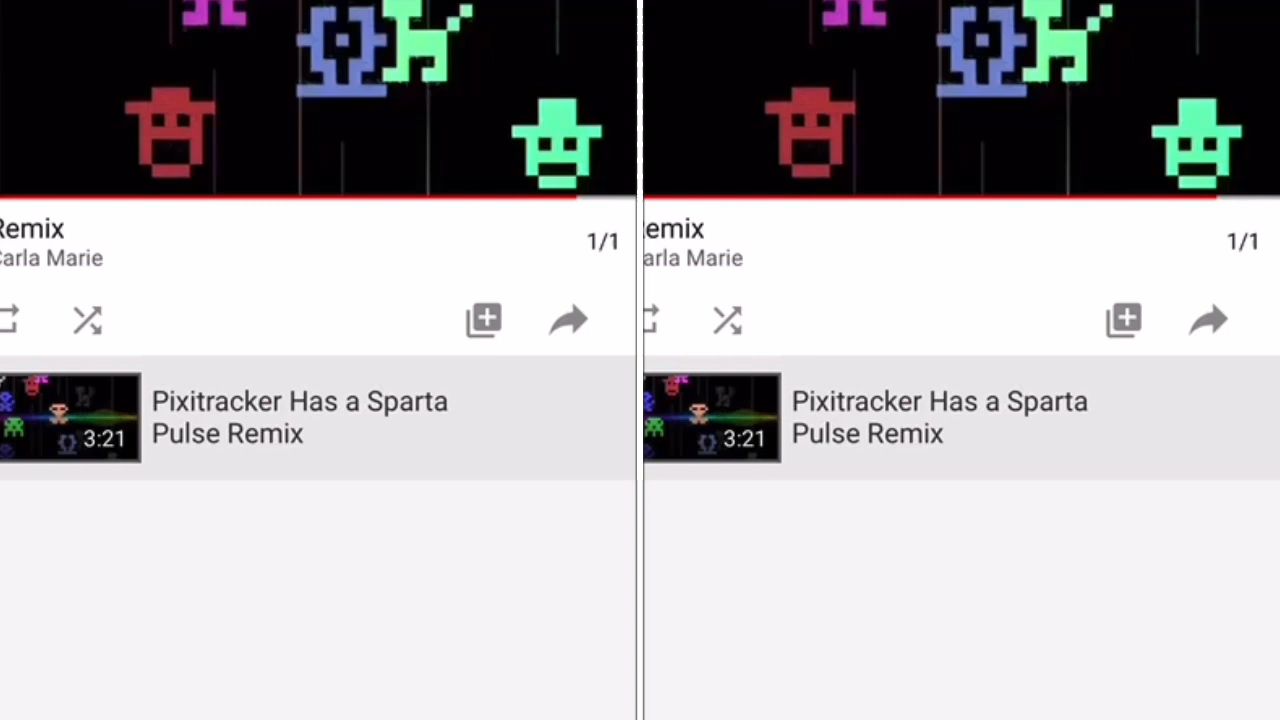 Remix
Carla Marie
1/1
3:21
Pixitracker Has a Sparta
Pulse Remix
emix
arla Marie
1/1
3:21
Pixitracker Has a Sparta
Pulse Remix